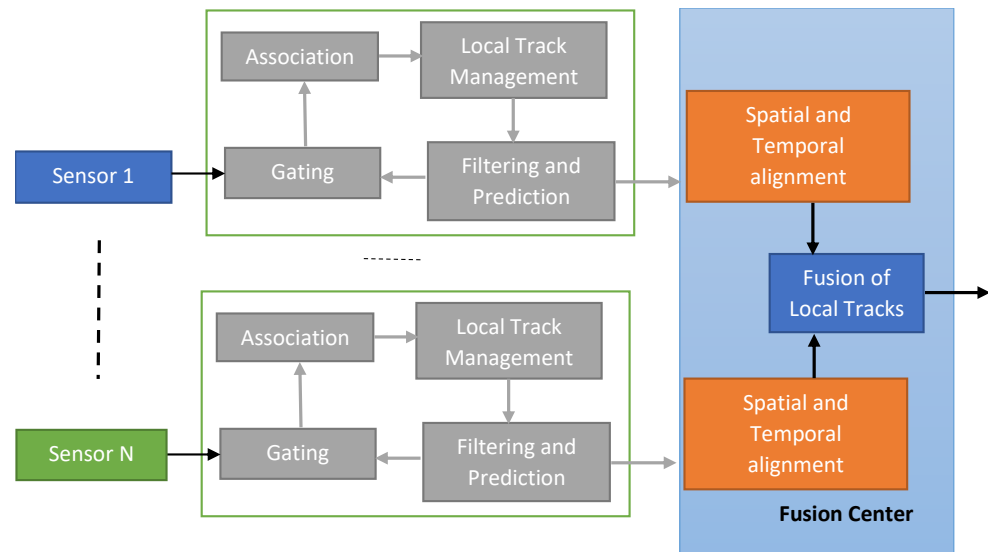 Association
Local Track
Management
Sensor 1
Gating
Filtering and
Prediction
Spatial and
Temporal
alignment
Fusion of
Local Tracks
Association
Local Track
Management
Sensor N
Gating
Filtering and
Prediction
Spatial and
Temporal
alignment
Fusion Center